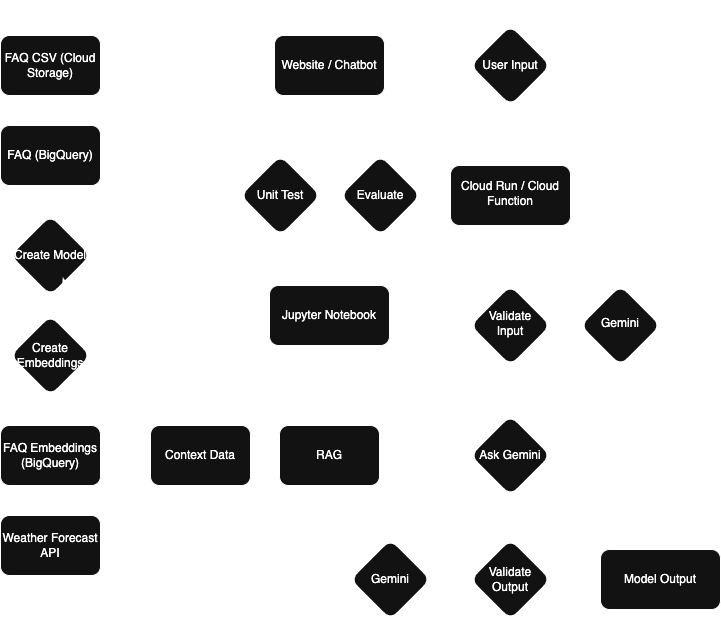 FAQ CSV (Cloud
Storage)
Website / Chatbot
User Input
FAQ (BigQuery)
Unit Test
Evaluate
Cloud Run / Cloud
Function
Create Model
Jupyter Notebook
Validate
Input
Gemini
Create
Embeddings
FAQ Embeddings
(BigQuery)
Context Data
RAG
Ask Gemini
Weather Forecast
API
Gemini
Validate
Output
Model Output